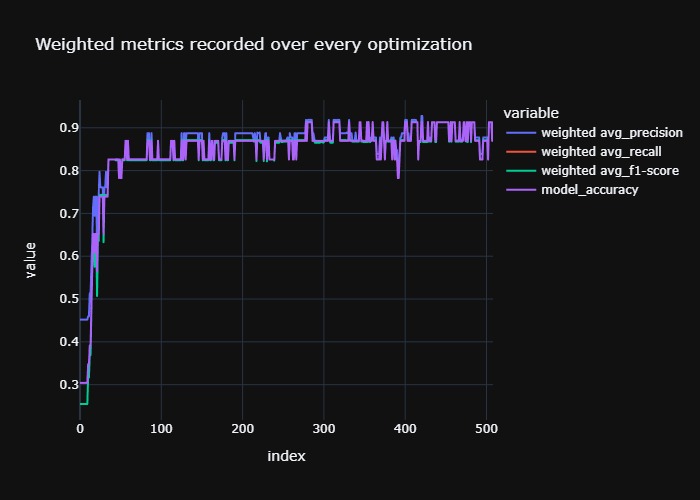 Weighted metrics recorded over every optimization
variable
weighted avg_precision
weighted avg_recall
weighted avg_f1-score
model_accuracy
value
0.9
0.8
0.7
0.6
0.5
0.4
0.3
0
100
200
300
400
500
index